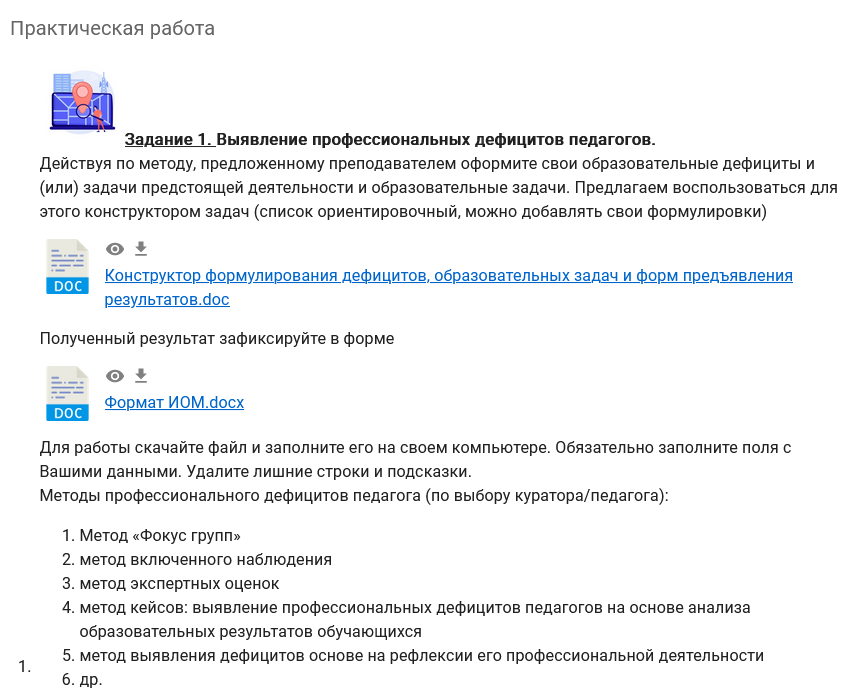 Практическая работа
Задание 1. Выявление профессиональных дефицитов педагогов.
Действуя по методу, предложенному преподавателем оформите свои образовательные дефициты и
(или) задачи предстоящей деятельности и образовательные задачи. Предлагаем воспользоваться для
этого конструктором задач (список ориентировочный, можно добавлять свои формулировки)
DOC
Конструктор формулирования дефицитов, образовательных задач и форм предъявления
результатов.doc
Полученный результат зафиксируйте в форме
DOC
Формат ИОМ.docx
Для работы скачайте файл и заполните его на своем компьютере. Обязательно заполните поля с
Вашими данными. Удалите лишние строки и подсказки.
Методы профессионального дефицитов педагога (по выбору куратора/педагога):
1. Метод «Фокус групп»
2. метод включенного наблюдения
3. метод экспертных оценок
4. метод кейсов: выявление профессиональных дефицитов педагогов на основе анализа
образовательных результатов обучающихся
5. метод выявления дефицитов основе на рефлексии его профессиональной деятельности
1.
6. др.